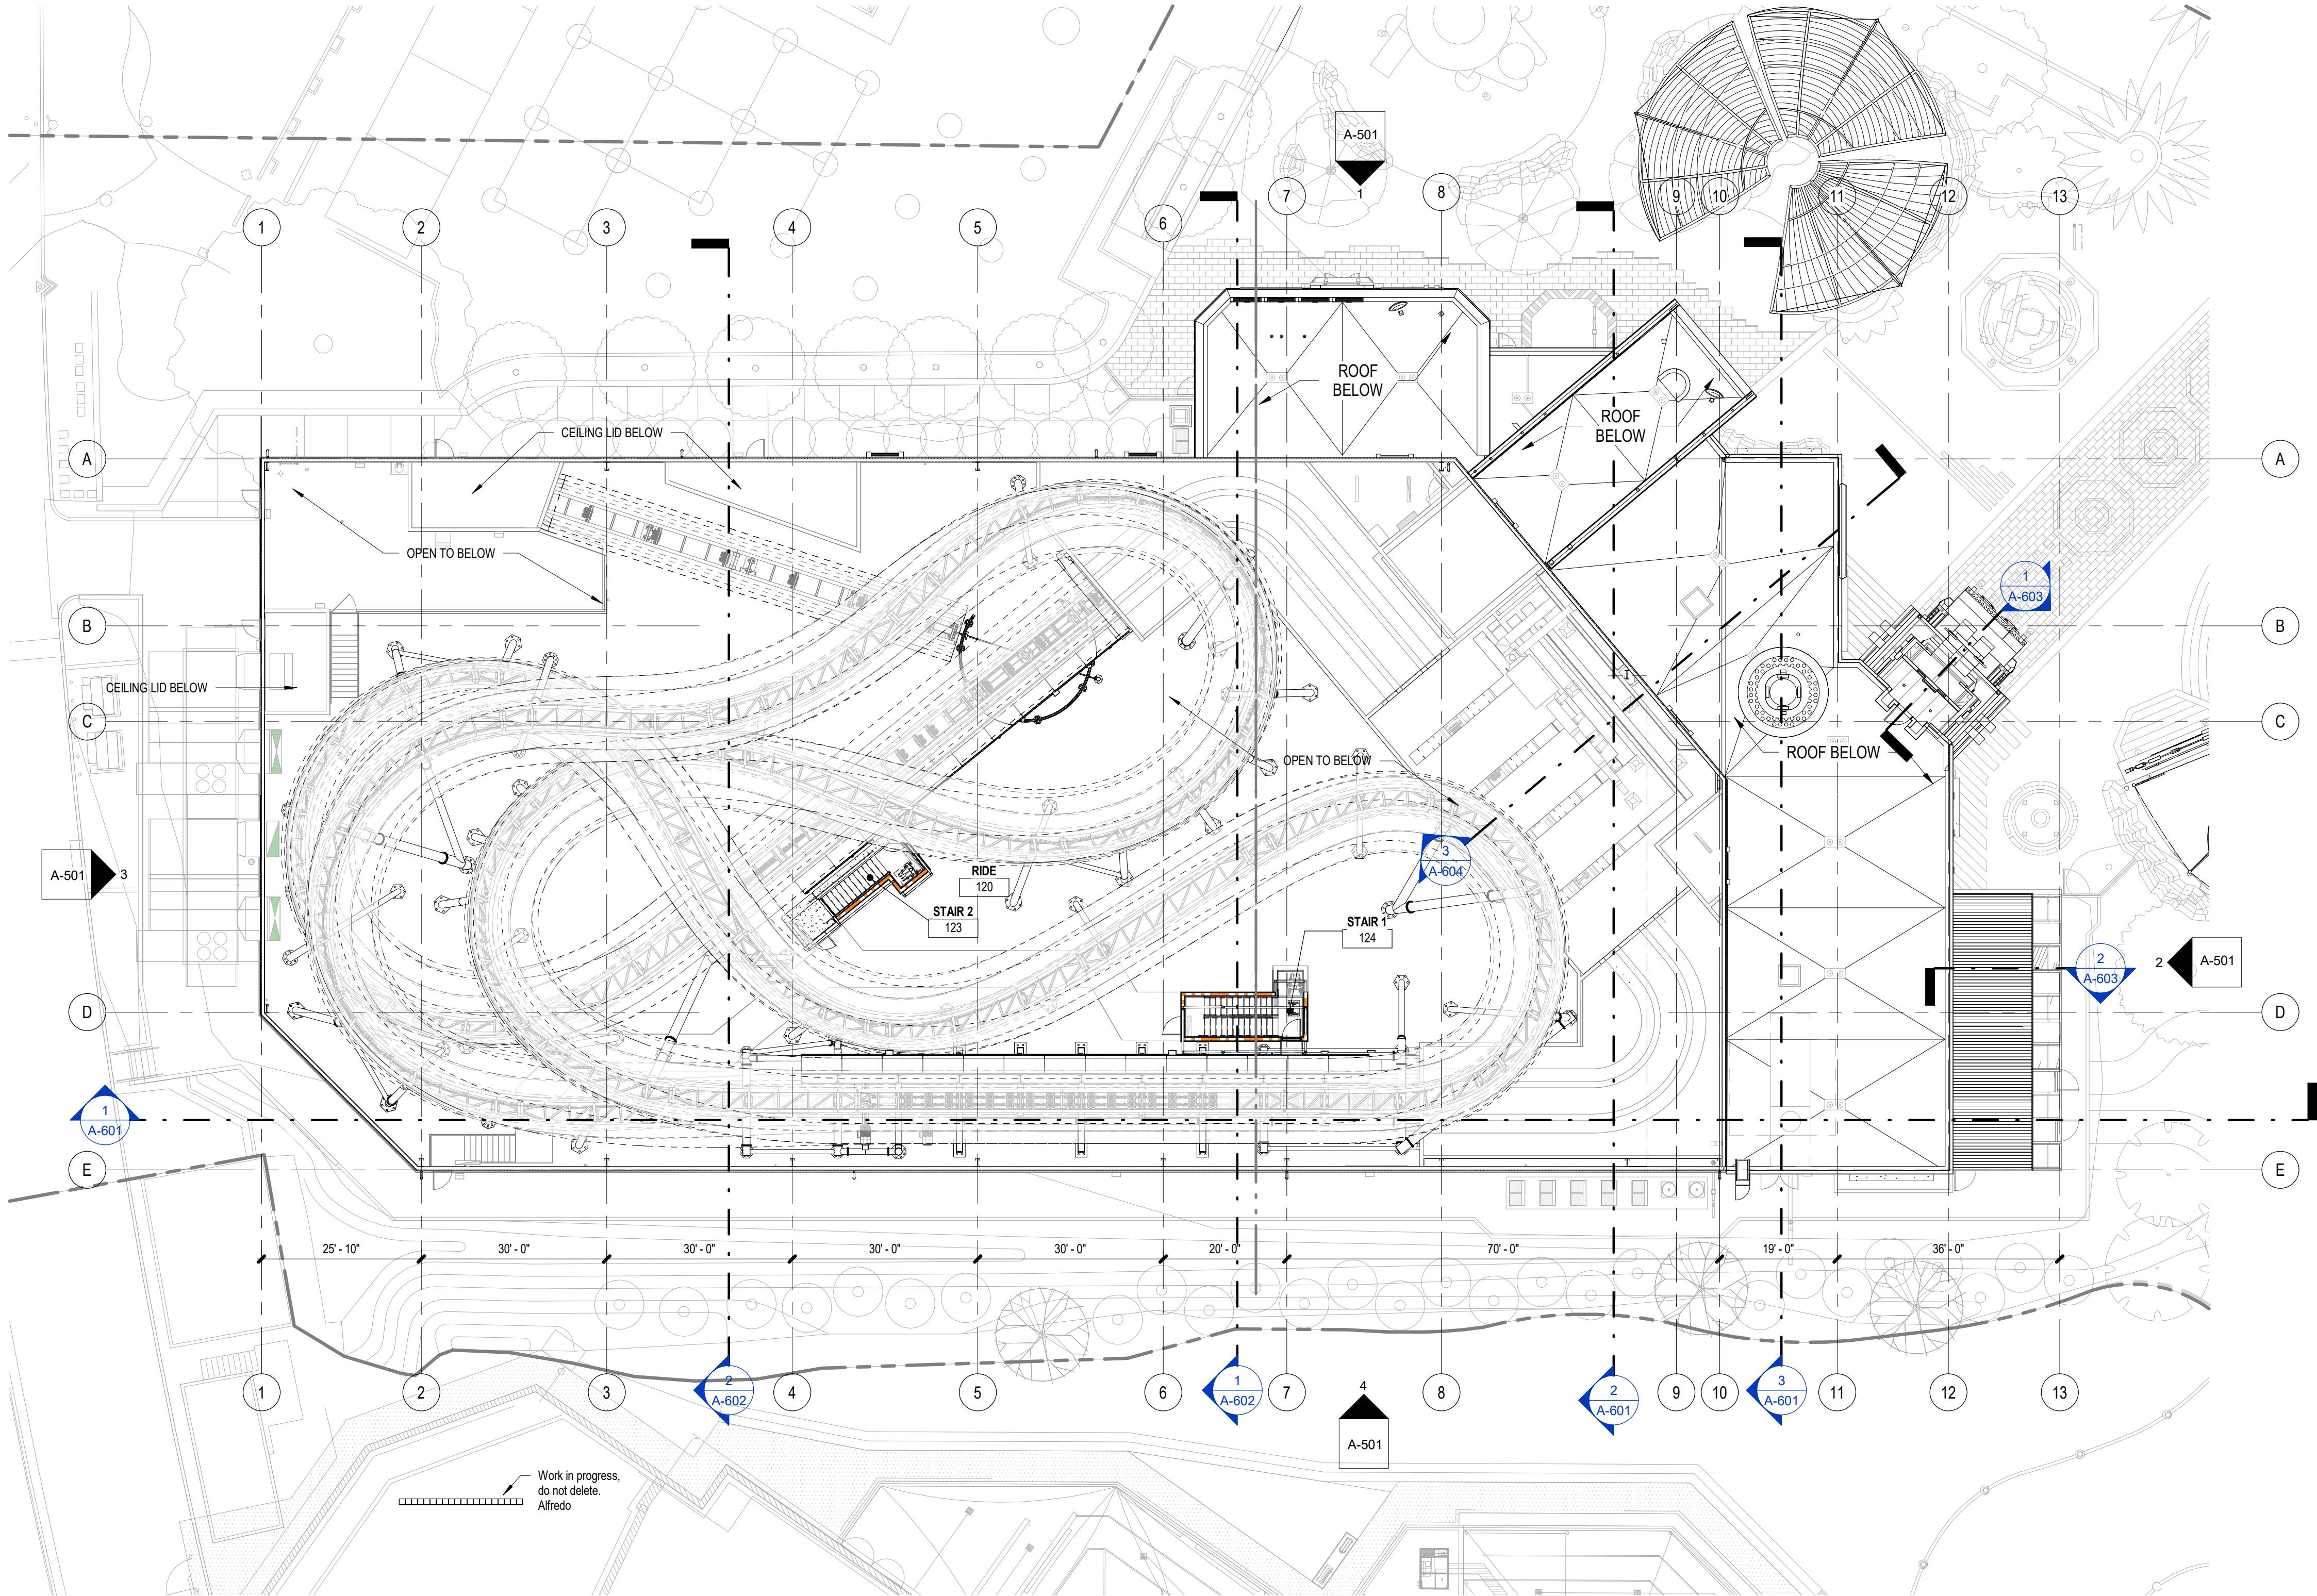 A-501
1
7
8
9
10
11
12
13
1
2
3
4
5
6
ROOF
BELOW
ROOF
BELOW
CEILING LID BELOW
A
A
OPEN TO BELOW
1
A-603
B
B
CEILING LID BELOW
C
C
ROOF BELOW
OPEN TO BELOW
3
A-604
A-501
3
RIDE
120
STAIR 2
123
STAIR 1
124
2
A-603
2
A-501
D
D
1
A-601
E
E
25' - 10"
30' - 0"
30' - 0"
30' - 0"
30' - 0"
20' - 0"
70' - 0"
19' - 0"
36' - 0"
1
2
3
2
A-602
4
5
6
1
A-602
7
4
A-501
8
2
A-601
9
10
3
A-601
11
12
13
Work in progress,
do not delete.
Alfredo